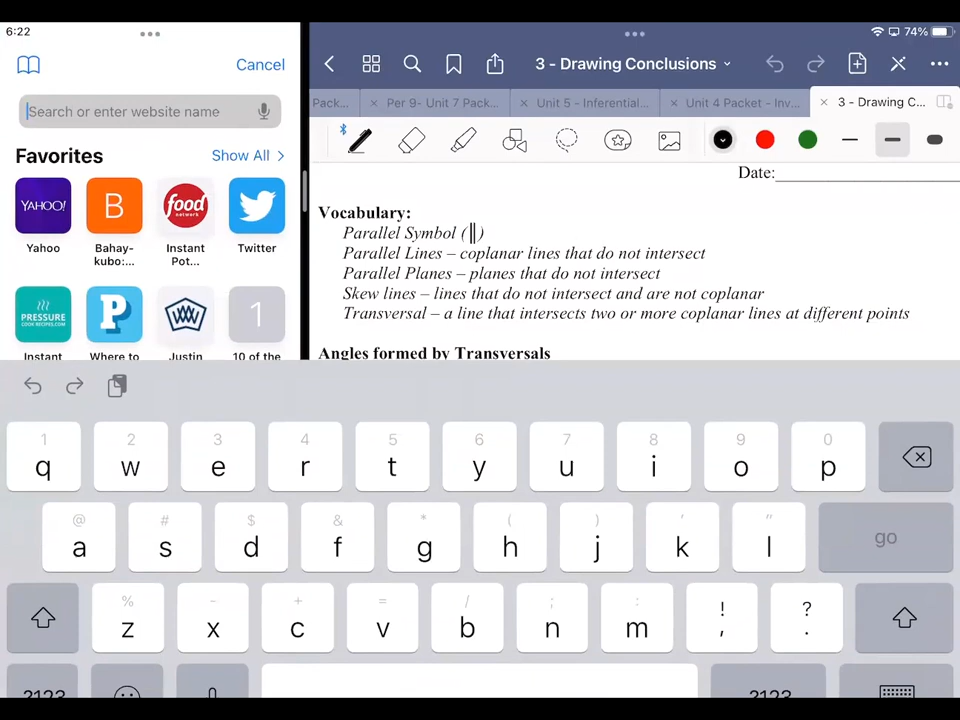 6:22
74%
Cancel
3 - Drawing Conclusions
Search or enter website name
Pack...
Per 9- Unit 7 Pack...
Unit 5 - Inferential...
Unit 4 Packet - Inv...
3 - Drawing C...
Favorites
Show All
Date:
YAHOO!
B
food network
Yahoo
Bahay-kubo:...
Instant Pot...
Twitter
Vocabulary:
Parallel Symbol (∥)
Parallel Lines – coplanar lines that do not intersect
Parallel Planes – planes that do not intersect
Skew lines – lines that do not intersect and are not coplanar
Transversal – a line that intersects two or more coplanar lines at different points
PRESSURE
COOK RECIPES.COM
P
W
1
Instant
Where to
Justin
10 of the
Angles formed by Transversals
1 2 3 4 5 6 7 8 9 0
q w e r t y u i o p
@ # $ & * ( ) ' "
a s d f g h j k l go
% - + = / ; : ! ?
z x c v b n m , .
.?123 .?123